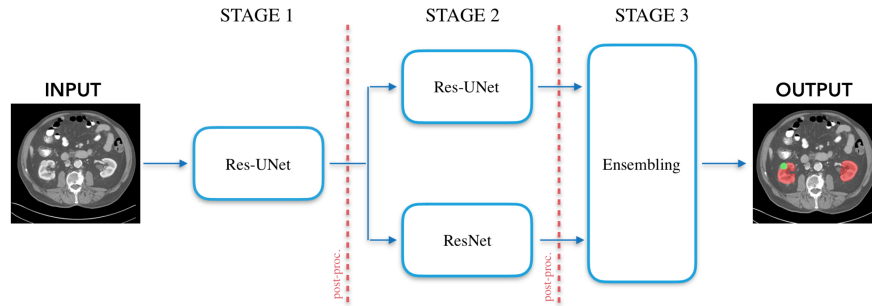 STAGE 1
STAGE 2
STAGE 3
INPUT
OUTPUT
Res-UNet
Res-UNet
ResNet
Ensembling
post-proc.
post-proc.